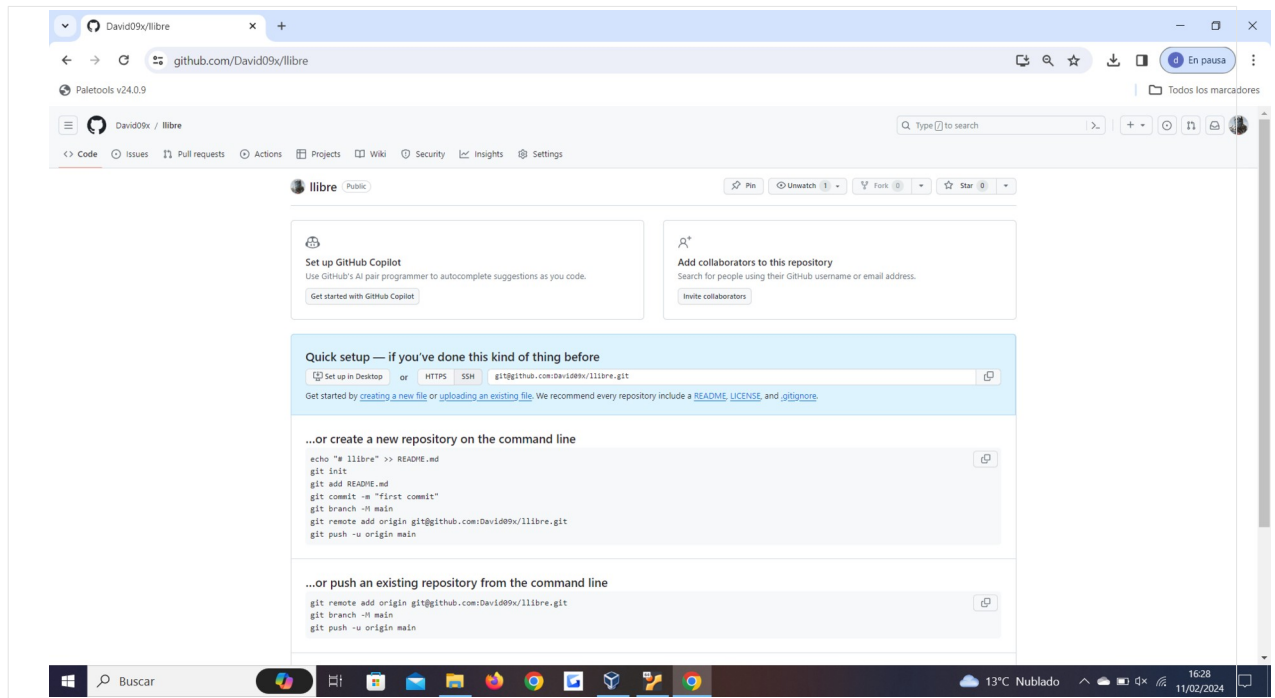 David09x/llibre
github.com/David09x/llibre
d En pausa
Paletools v24.0.9
Todos los marcadores
David09x / llibre
Type / to search
Code Issues Pull requests Actions Projects Wiki Security Insights Settings
llibre Public
Pin Unwatch 1 Fork 0 Star 0
Set up GitHub Copilot
Use GitHub's AI pair programmer to autocomplete suggestions as you code.
Get started with GitHub Copilot
Add collaborators to this repository
Search for people using their GitHub username or email address.
Invite collaborators
Quick setup — if you've done this kind of thing before
Set up in Desktop or HTTPS SSH git@github.com:David09x/llibre.git
Get started by creating a new file or uploading an existing file. We recommend every repository include a README, LICENSE, and .gitignore.
...or create a new repository on the command line
echo "# llibre" >> README.md
git init
git add README.md
git commit -m "first commit"
git branch -M main
git remote add origin git@github.com:David09x/llibre.git
git push -u origin main
...or push an existing repository from the command line
git remote add origin git@github.com:David09x/llibre.git
git branch -M main
git push -u origin main
Buscar
13°C Nublado
16:28
11/02/2024